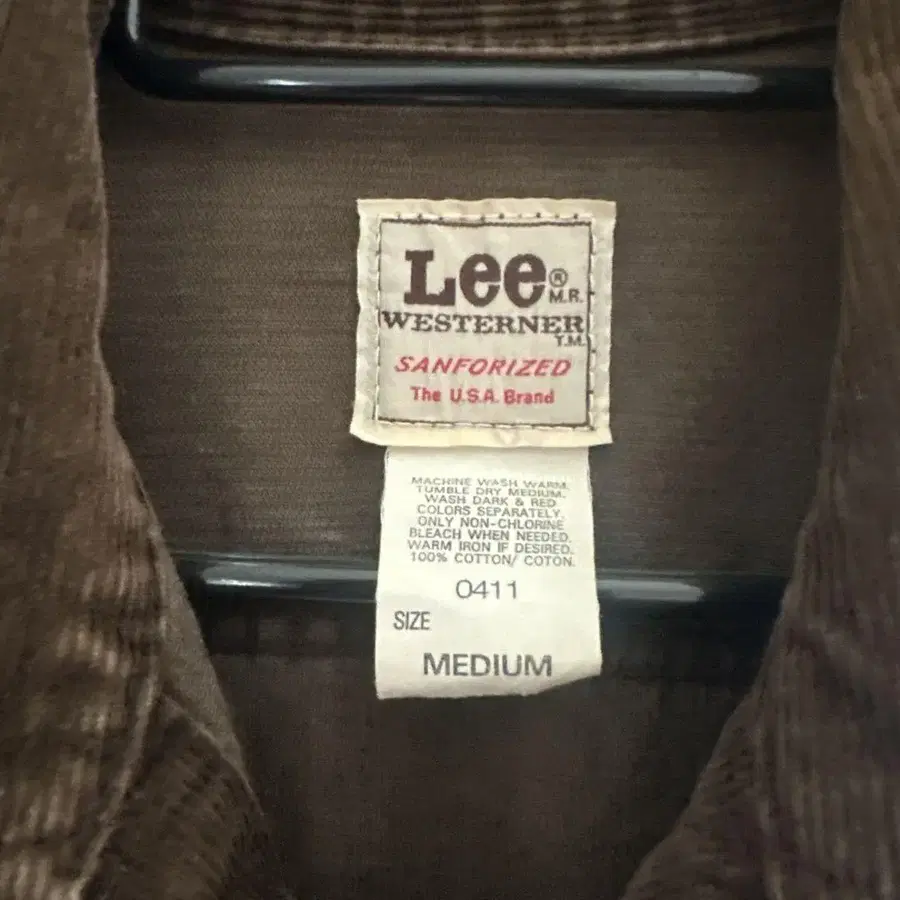 Lee® M.R.
WESTERNER T.M.
SANFORIZED
The U.S.A. Brand
MACHINE WASH WARM.
TUMBLE DRY MEDIUM.
WASH DARK & RED
COLORS SEPARATELY.
ONLY NON-CHLORINE
BLEACH WHEN NEEDED.
WARM IRON IF DESIRED.
100% COTTON/ COTON.
0411
SIZE
MEDIUM